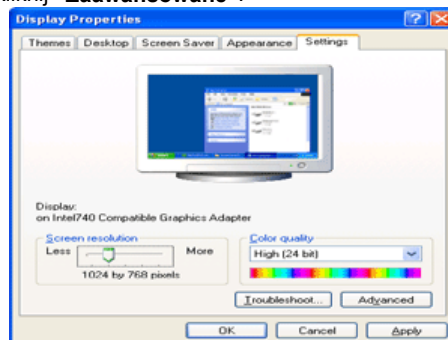 "Zaawansowane".
Display Properties
Themes Desktop Screen Saver Appearance Settings
Display:
on Intel740 Compatible Graphics Adapter
Screen resolution
Less More
1024 by 768 pixels
Color quality
High (24 bit)
Troubleshoot... Advanced
OK Cancel Apply